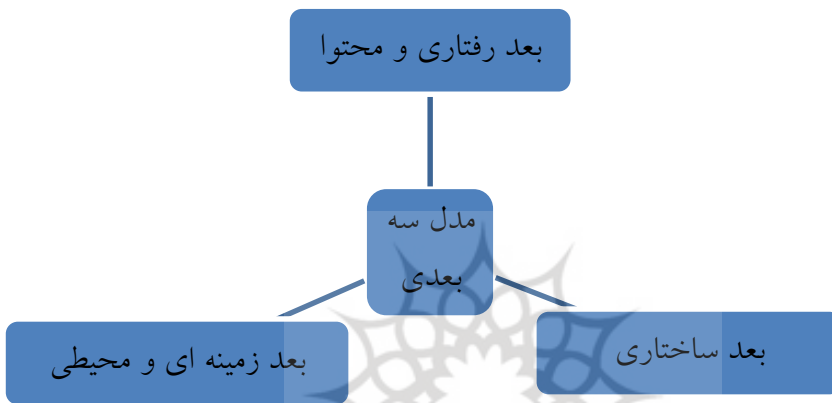 بعد رفتاری و محتوا
مدل سه
بعدی
بعد ساختاری
بعد زمینه ای و محیطی